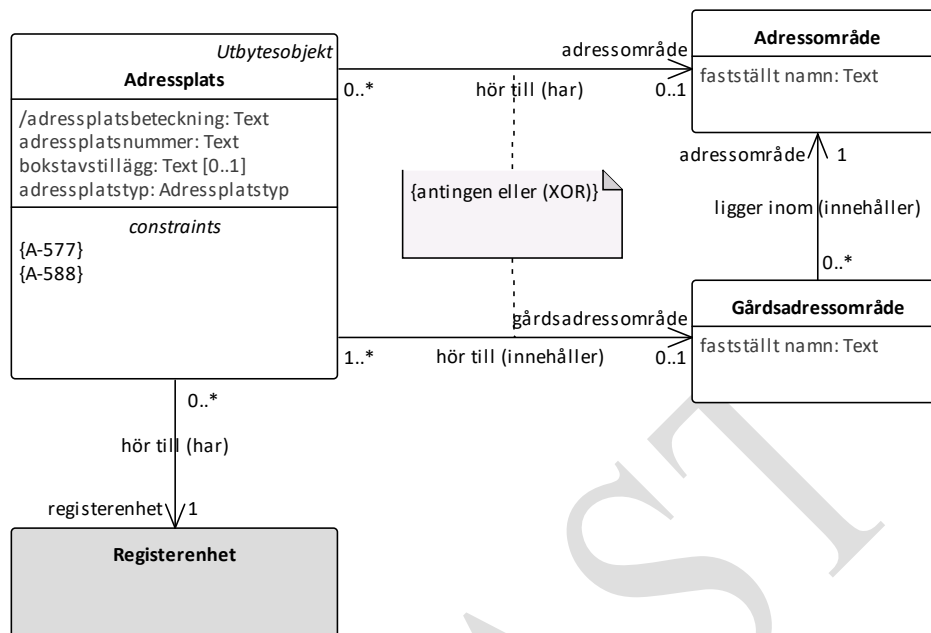 Utbytesobjekt
Adressplats
/adressplatsbeteckning: Text
adressplatsnummer: Text
bokstavstillägg: Text [0..1]
adressplatstyp: Adressplatstyp
constraints
{A-577}
{A-588}
adressområde
0..*
hör till (har)
0..1
Adressområde
fastställt namn: Text
{antingen eller (XOR)}
adressområde
1
ligger inom (innehåller)
0..*
gårdsadressområde
1..*
hör till (innehåller)
0..1
Gårdsadressområde
fastställt namn: Text
0..*
hör till (har)
registerenhet
1
Registerenhet
AST